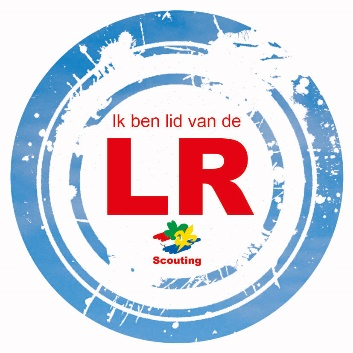 Ik ben lid van de
LR
Scouting